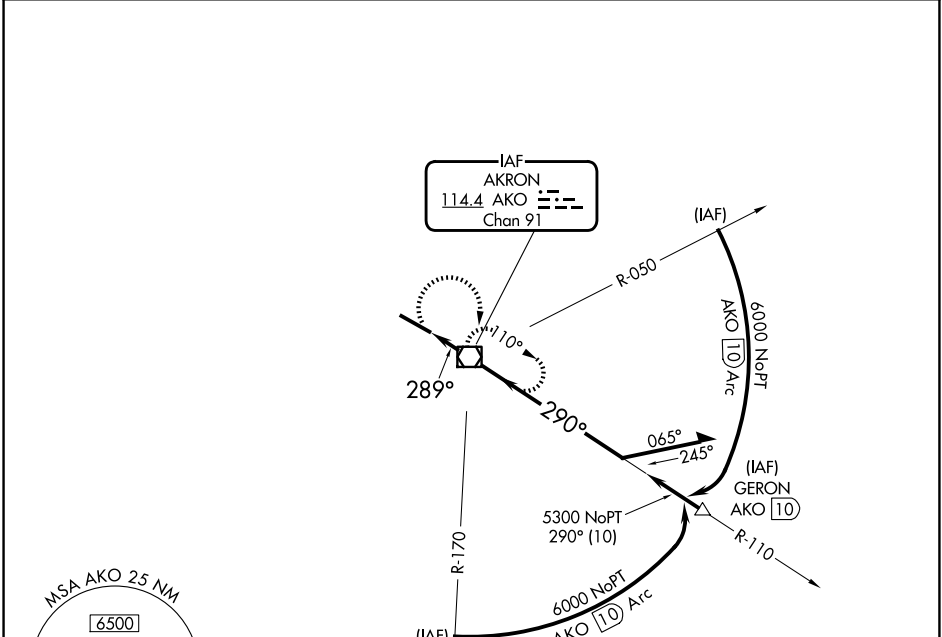 IAF
AKRON
114.4 AKO
Chan 91
(IAF)
R-050
6000 NoPT
AKO 10 Arc
110°
289°
290°
065°
245°
(IAF)
GERON
AKO 10
5300 NoPT
290° (10)
R-110
R-170
6000 NoPT
AKO 10 Arc
(IAF)
MSA AKO 25 NM
6500